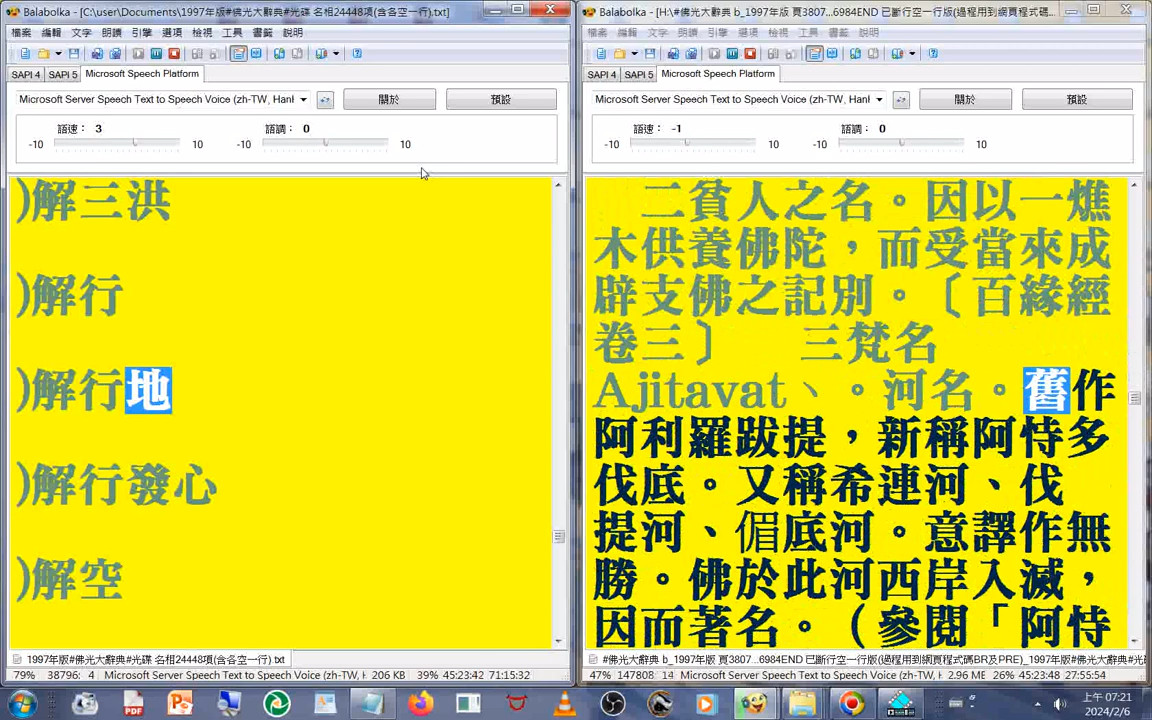 Balabolka - [C:\user\Documents\1997年版#佛光大辭典#光碟 名相24448項(含各空一行).txt]
檔案 編輯 文字 朗讀 引擎 選項 檢視 工具 書籤 說明
SAPI 4 SAPI 5 Microsoft Speech Platform
Microsoft Server Speech Text to Speech Voice (zh-TW, Hanl
關於
預設
語速： 3
語調： 0
-10 10 -10 10
)解三洪
)解行
)解行地
)解行發心
)解空
1997年版#佛光大辭典#光碟 名相24448項(含各空一行).txt
79% 38796: 4 Microsoft Server Speech Text to Speech Voice (zh-TW, H 206 KB 39% 45:23:42 71:15:32
Balabolka - [H:\#佛光大辭典 b_1997年版 頁3807...6984END 已斷行空一行版(過程用到網頁程式碼...
檔案 編輯 文字 朗讀 引擎 選項 檢視 工具 書籤 說明
SAPI 4 SAPI 5 Microsoft Speech Platform
Microsoft Server Speech Text to Speech Voice (zh-TW, Hanl
關於
預設
語速： -1
語調： 0
-10 10 -10 10
二貧人之名。因以一燋
木供養佛陀，而受當來成
辟支佛之記別。〔百緣經
卷三〕 三梵名
Ajitavat、。河名。舊作
阿利羅跋提，新稱阿恃多
伐底。又稱希連河、伐
提河、㑥底河。意譯作無
勝。佛於此河西岸入滅，
因而著名。（參閱「阿恃
#佛光大辭典 b_1997年版 頁3807...6984END 已斷行空一行版(過程用到網頁程式碼BR及PRE)_1997年版#佛光
47% 147808: 14 Microsoft Server Speech Text to Speech Voice (zh-TW, H 2.96 ME 26% 45:23:48 27:55:54
上午 07:21
2024/2/6